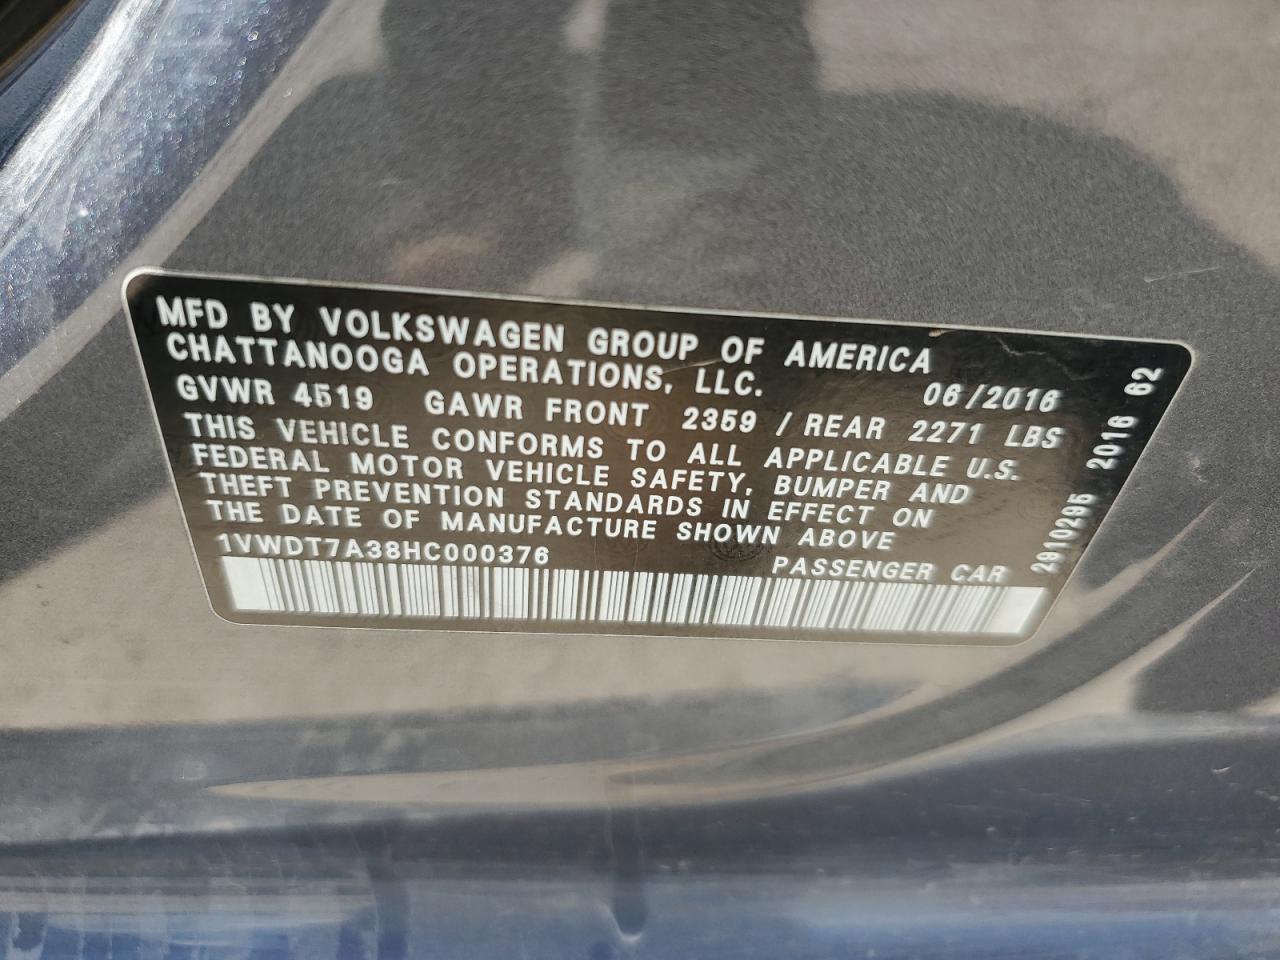 MFD BY VOLKSWAGEN GROUP OF AMERICA
CHATTANOOGA OPERATIONS, LLC. 06/2016
GVWR 4519 GAWR FRONT 2359 / REAR 2271 LBS
THIS VEHICLE CONFORMS TO ALL APPLICABLE U.S.
FEDERAL MOTOR VEHICLE SAFETY, BUMPER AND
THEFT PREVENTION STANDARDS IN EFFECT ON
THE DATE OF MANUFACTURE SHOWN ABOVE
1VWDT7A38HC000376 PASSENGER CAR
2910295 2016 62